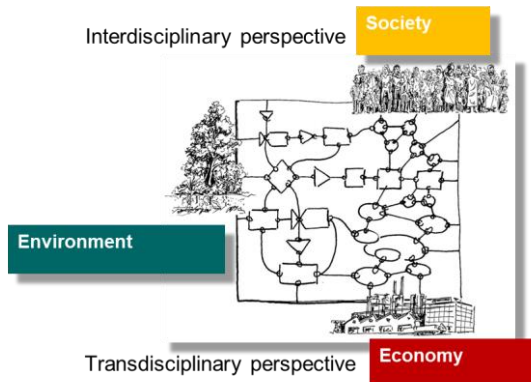 Interdisciplinary perspective
Society
Environment
Transdisciplinary perspective
Economy